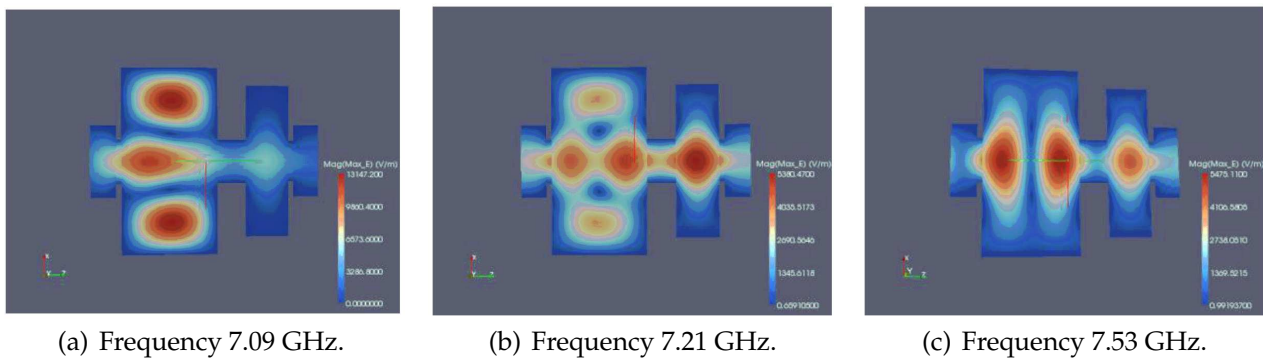 Mag(Max_E) (V/m)
13147.200
9860.4000
6573.6000
3286.8000
0.0000000
X
Y Z
(a) Frequency 7.09 GHz.
Mag(Max_E) (V/m)
5380.4700
4035.5173
2690.5646
1345.6118
0.65910500
X
Y Z
(b) Frequency 7.21 GHz.
Mag(Max_E) (V/m)
5475.1100
4106.5805
2738.0510
1369.5215
0.99193700
X
Y Z
(c) Frequency 7.53 GHz.